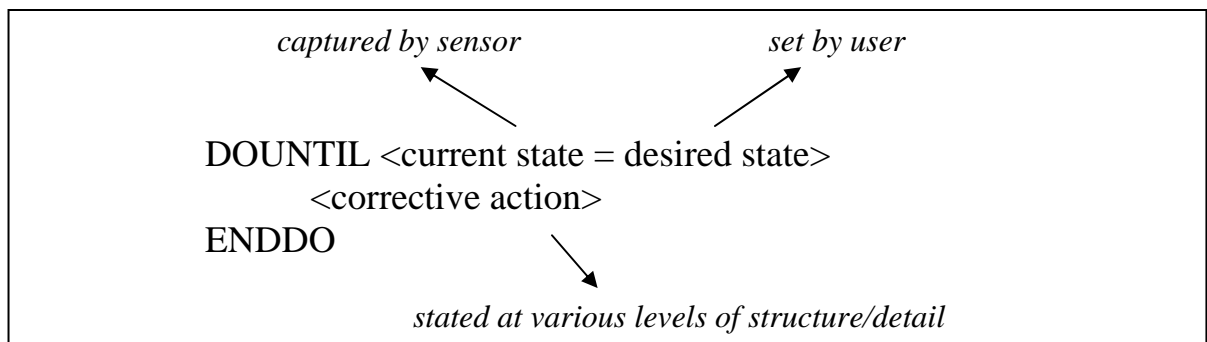 captured by sensor set by user
DOUNTIL <current state = desired state>
<corrective action>
ENDDO
stated at various levels of structure/detail